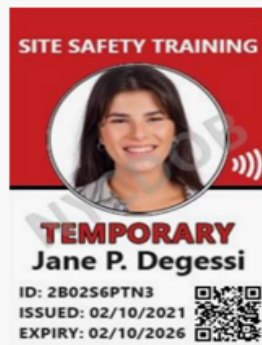 SITE SAFETY TRAINING
TEMPORARY
Jane P. Degessi
ID: 2B02S6PTN3
ISSUED: 02/10/2021
EXPIRY: 02/10/2026